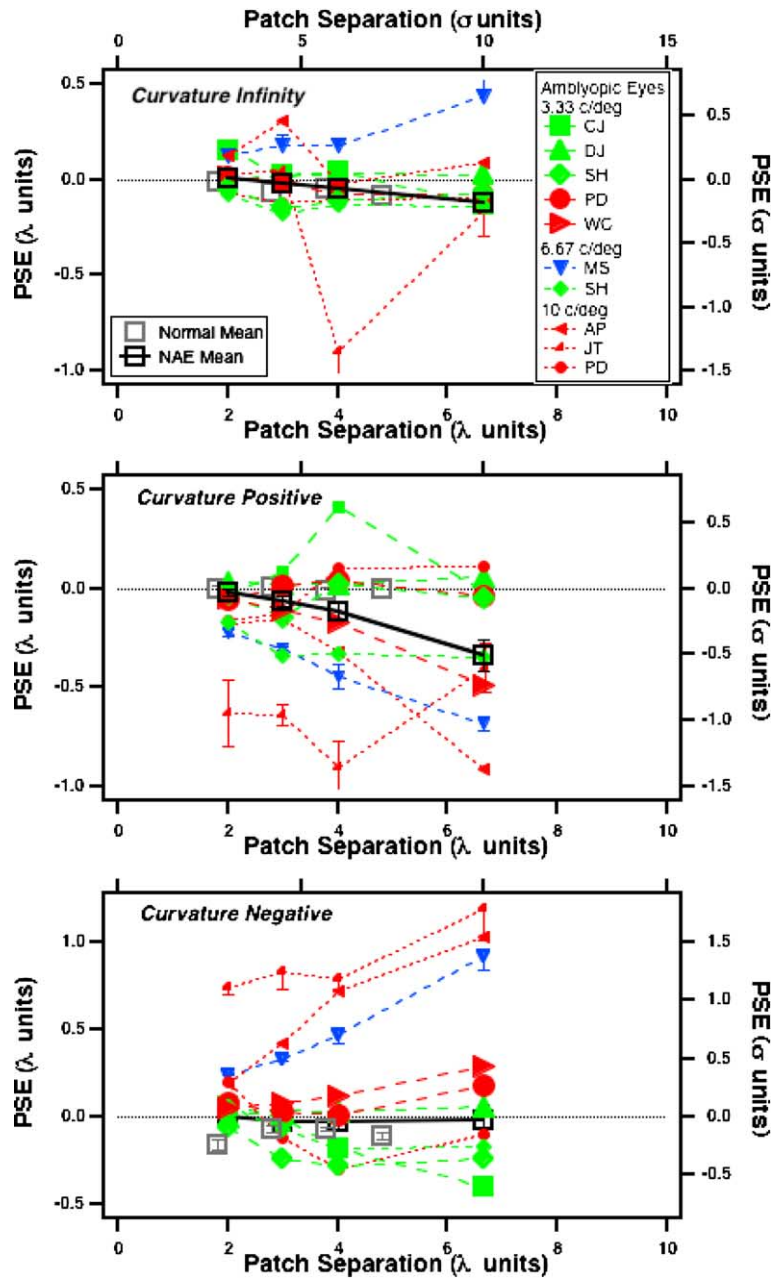 Patch Separation (σ units)
0 5 10 15
Curvature Infinity
PSE (λ units)
0.5
0.0
-0.5
-1.0
PSE (σ units)
0.5
0.0
-0.5
-1.0
-1.5
Amblyopic Eyes
3.33 c/deg
CJ
DJ
SH
PD
WC
6.67 c/deg
MS
SH
10 c/deg
AP
JT
PD
Normal Mean
NAE Mean
0 2 4 6 8 10
Patch Separation (λ units)
Curvature Positive
PSE (λ units)
0.5
0.0
-0.5
-1.0
PSE (σ units)
0.5
0.0
-0.5
-1.0
-1.5
0 2 4 6 8 10
Patch Separation (λ units)
Curvature Negative
PSE (λ units)
1.0
0.5
0.0
-0.5
PSE (σ units)
1.5
1.0
0.5
0.0
-0.5
0 2 4 6 8 10
Patch Separation (λ units)